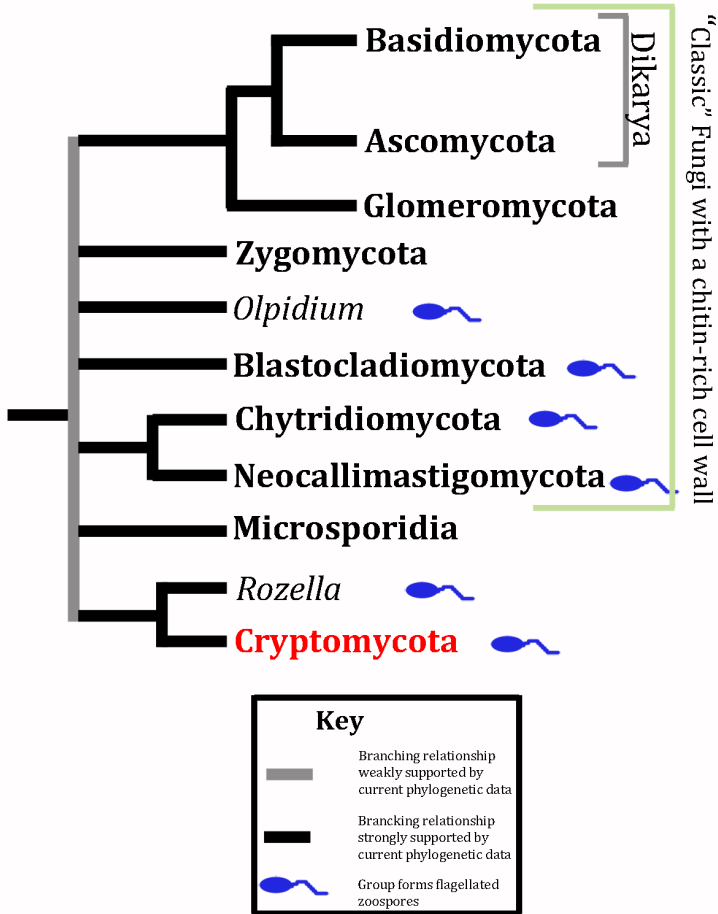 Basidiomycota
Ascomycota
Dikarya
Glomeromycota
Zygomycota
Olpidium
Blastocladiomycota
Chytridiomycota
Neocallimastigomycota
“Classic” Fungi with a chitin-rich cell wall
Microsporidia
Rozella
Cryptomycota
Key
Branching relationship
weakly supported by
current phylogenetic data
Brancking relationship
strongly supported by
current phylogenetic data
Group forms flagellated
zoospores